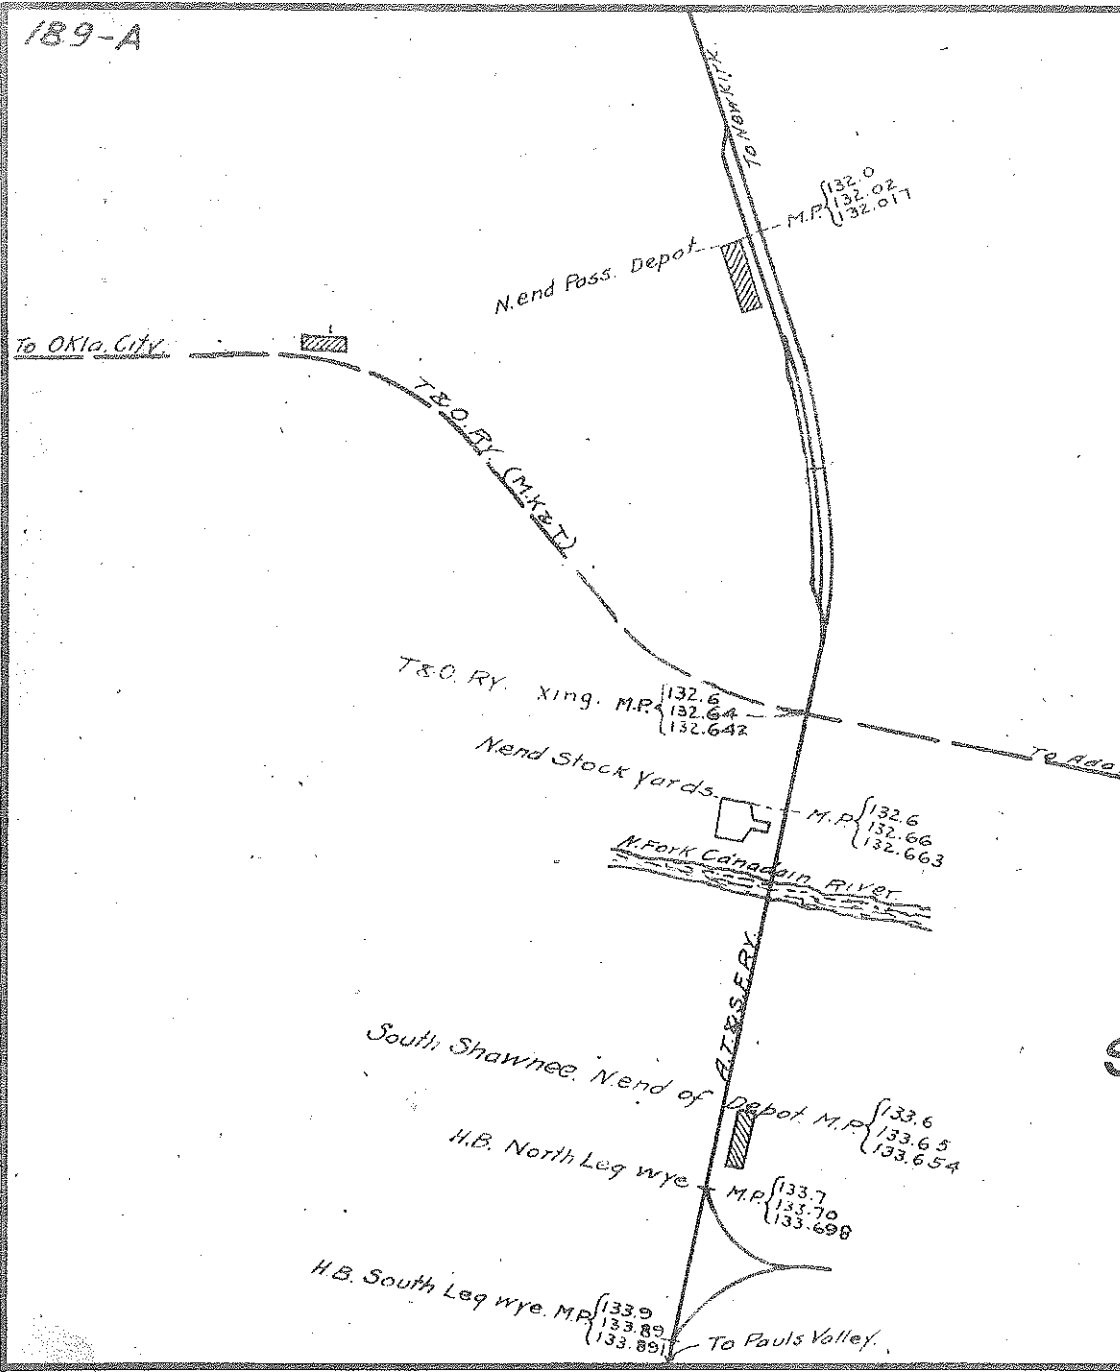 189-A
To Newkirk.
M.P. 132.0
132.02
132.017
N. end Pass. Depot
To Okla. City.
T.&O. Ry. (M.K.&T.)
T.&O. Ry. Xing. M.P. 132.6
132.64
132.642
To Ada
N. end Stock Yards
M.P. 132.6
132.66
132.663
N. Fork Canadain River.
A.T.&S.F. RY.
South Shawnee. N. end of Depot. M.P. 133.6
133.65
133.654
H.B. North Leg Wye M.P. 133.7
133.70
133.698
H.B. South Leg Wye. M.P. 133.9
133.89
133.891
To Pauls Valley.
S